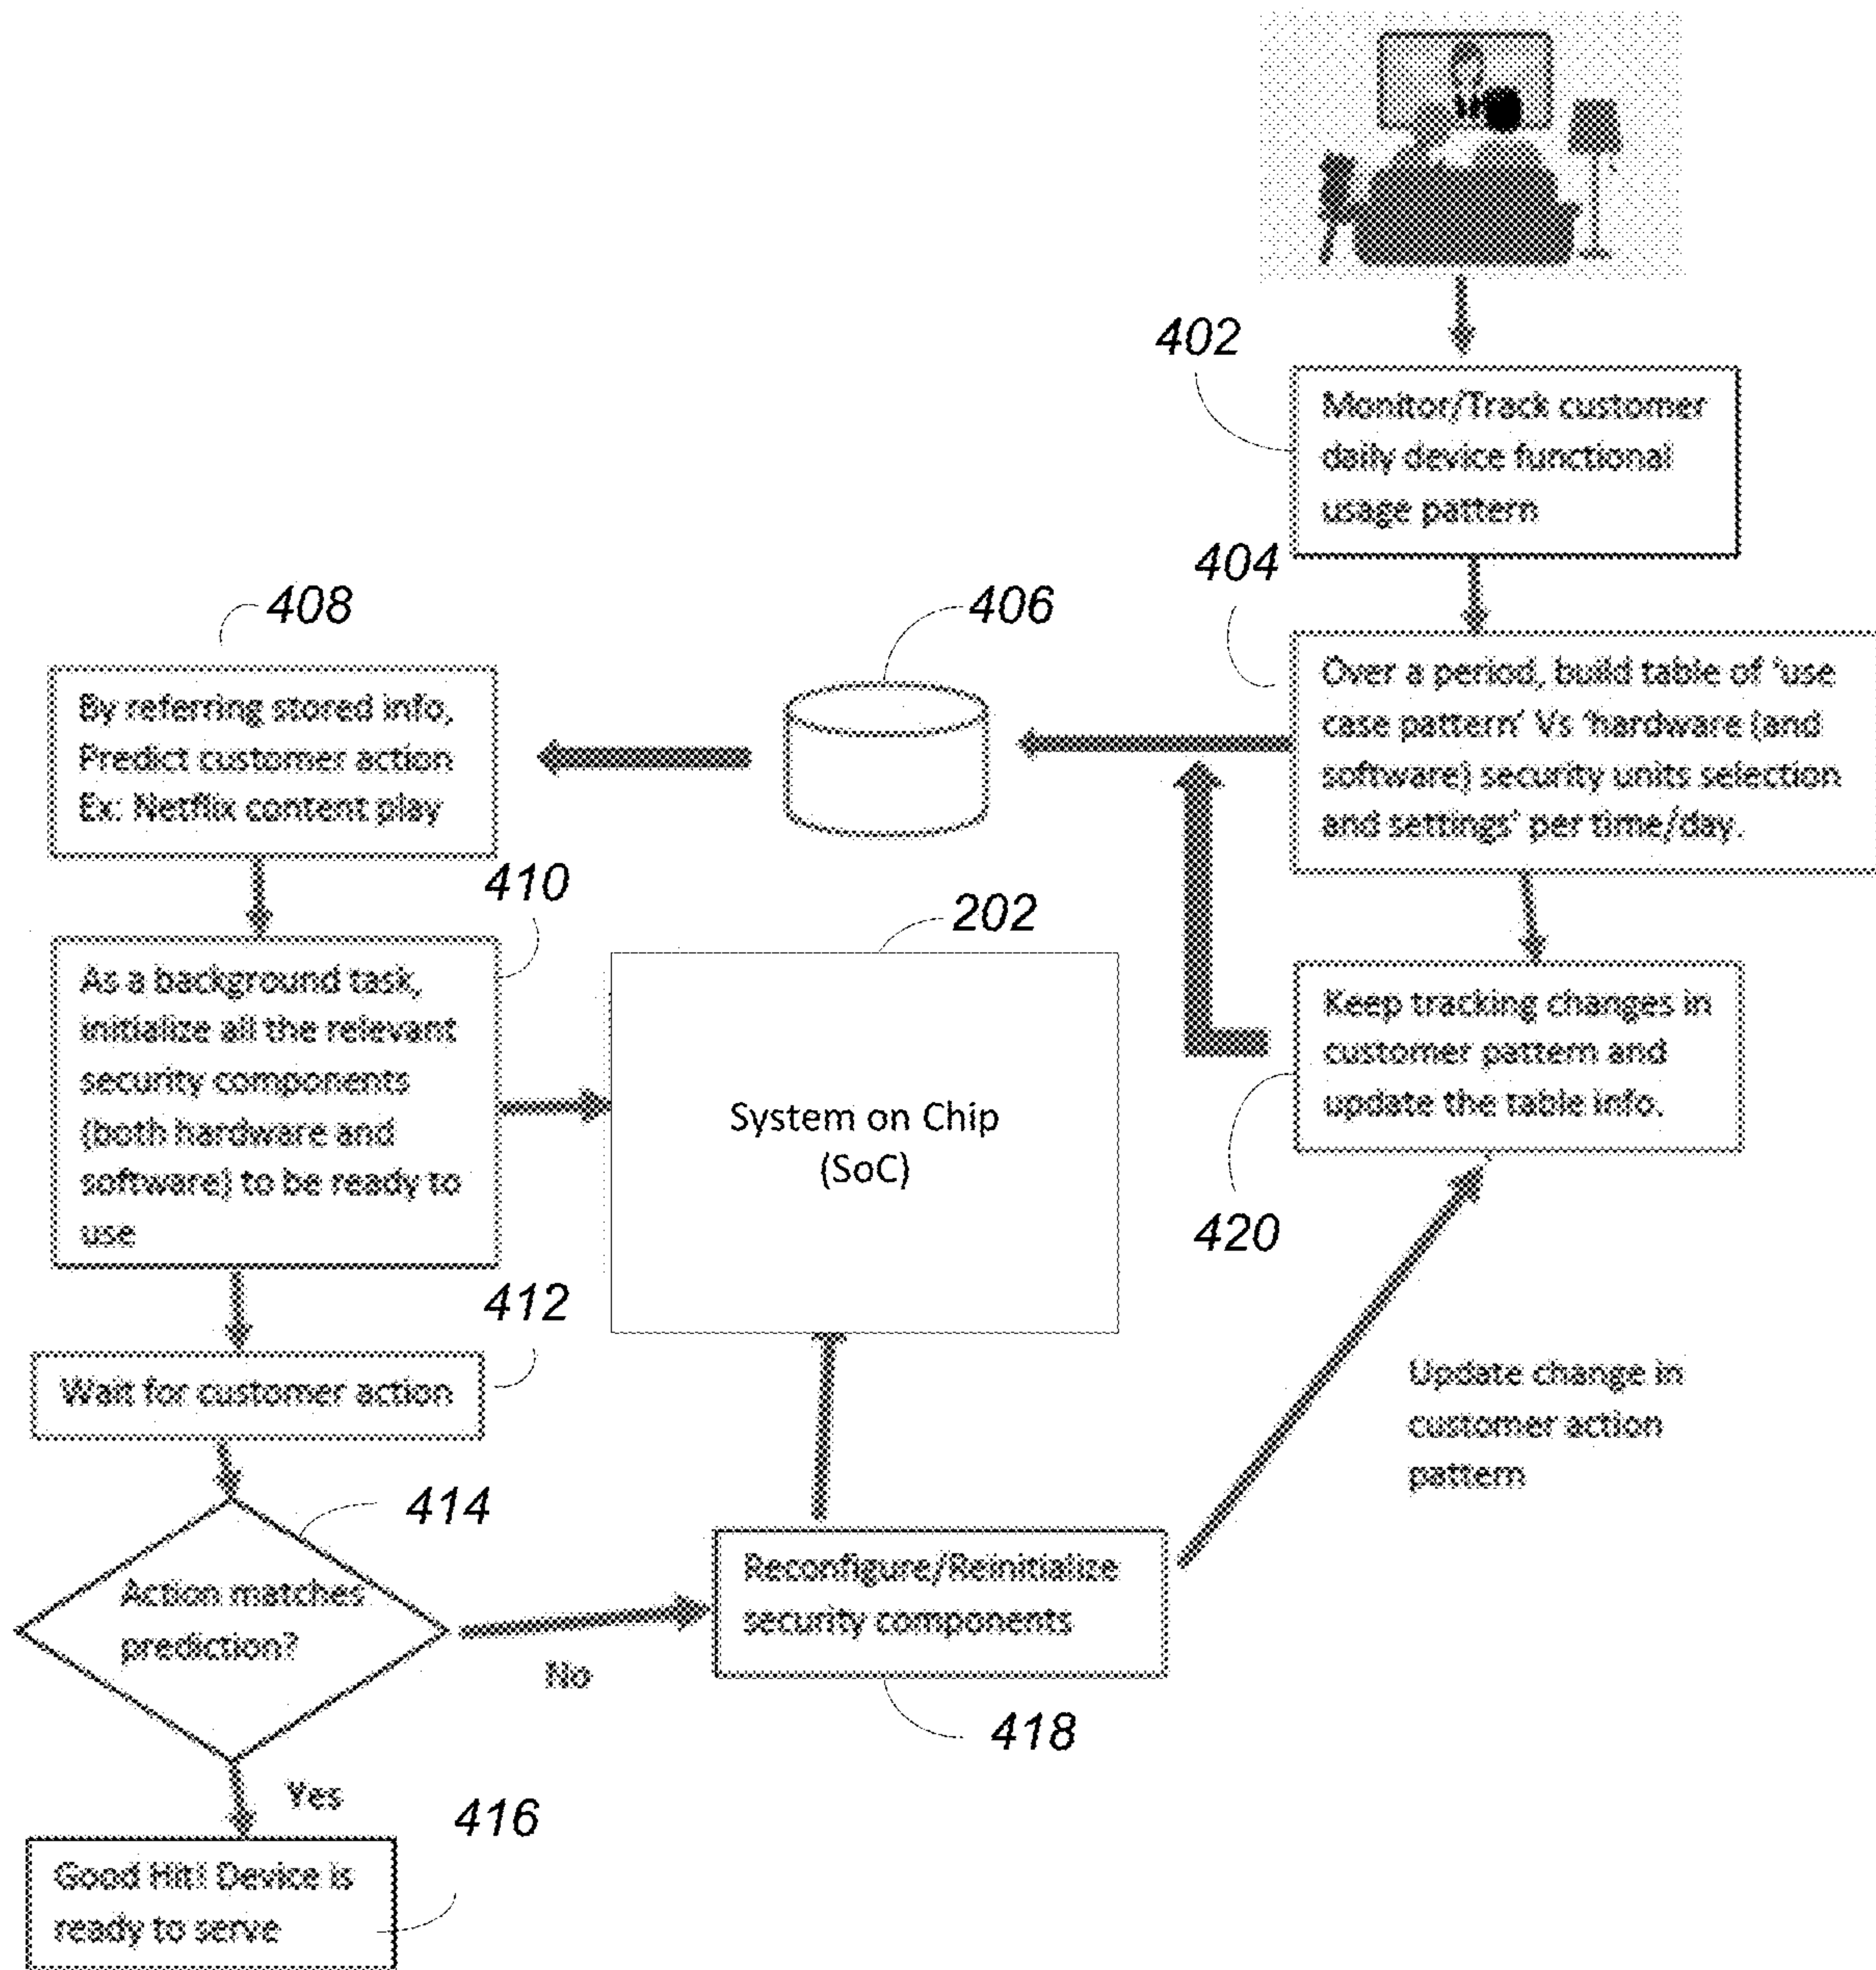 402
Monitor/Track customer
daily device functional
usage pattern
404
Over a period, build table of 'use
case pattern' Vs 'hardware (and
software) security units selection
and settings' per time/day.
406
408
By referring stored info,
Predict customer action
Ex: Netflix content play
410
As a background task,
initialize all the relevant
security components
(both hardware and
software) to be ready to
use
202
System on Chip
(SoC)
Keep tracking changes in
customer pattern and
update the table info.
420
412
Wait for customer action
Update change in
customer action
pattern
414
Action matches
prediction?
No
Reconfigure/Reinitialize
security components
418
Yes
416
Good Hit! Device is
ready to serve